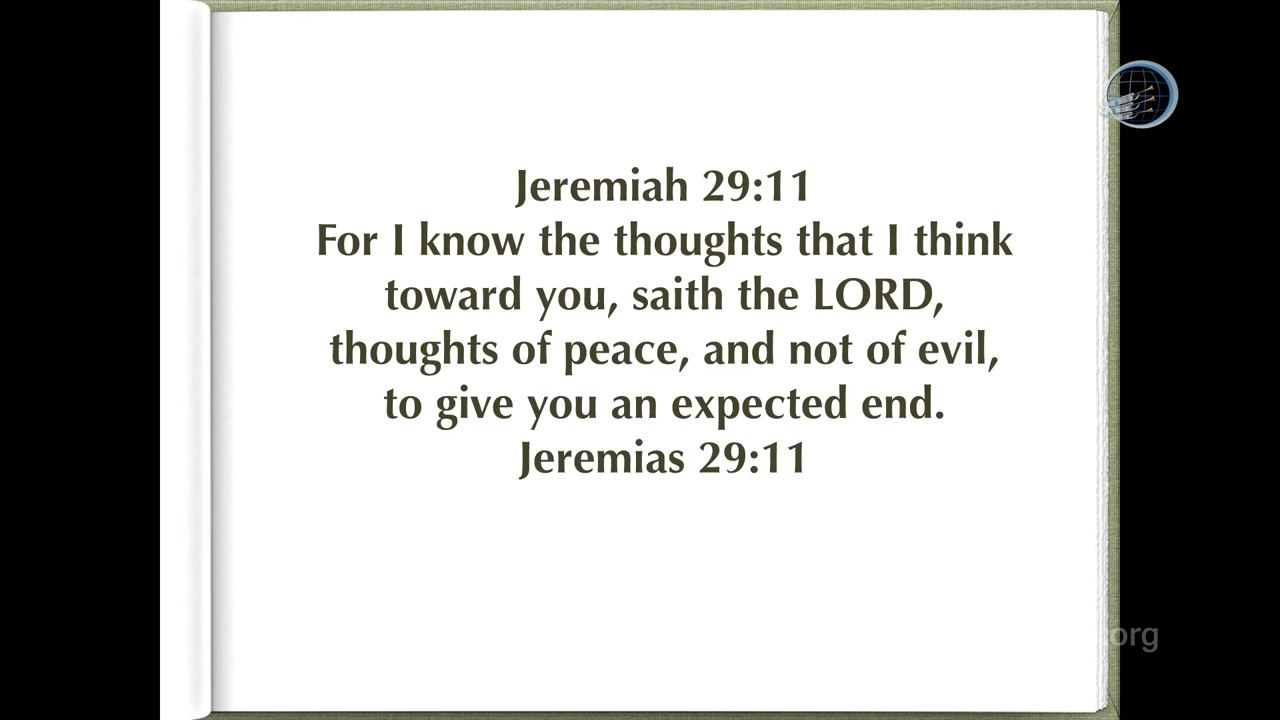 Jeremiah 29:11
For I know the thoughts that I think
toward you, saith the LORD,
thoughts of peace, and not of evil,
to give you an expected end.
Jeremias 29:11
.org